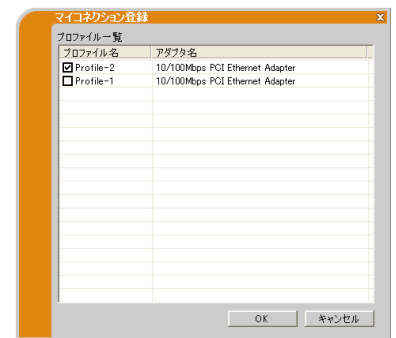 マイコネクション登録
プロファイル一覧
プロファイル名 アダプタ名
Profile-2 10/100Mbps PCI Ethernet Adapter
Profile-1 10/100Mbps PCI Ethernet Adapter
OK キャンセル